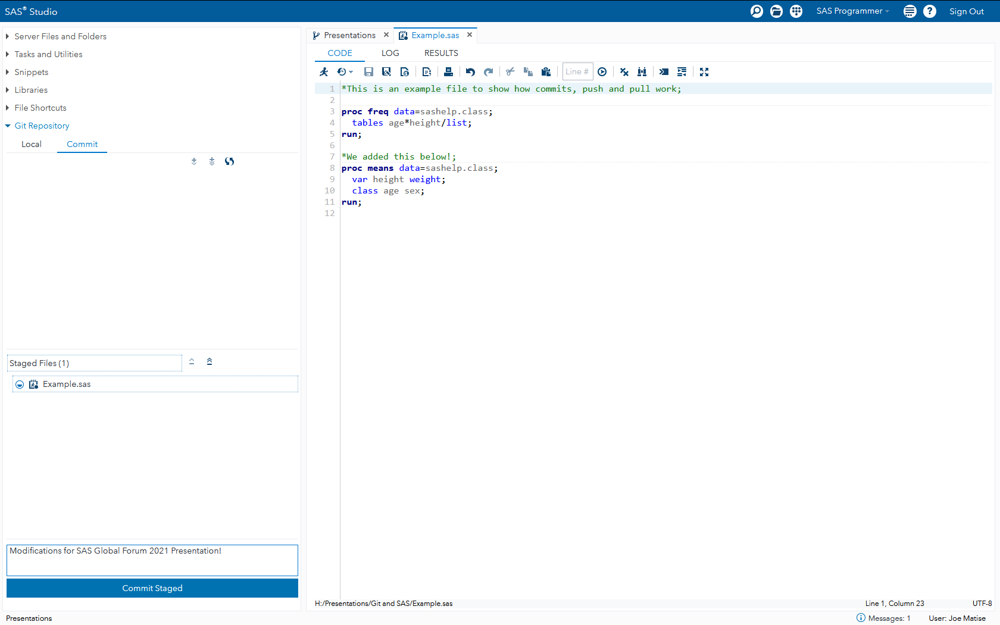 SAS® Studio
SAS Programmer
Sign Out
Server Files and Folders
Tasks and Utilities
Snippets
Libraries
File Shortcuts
Git Repository
Local Commit
Staged Files (1)
Example.sas
Modifications for SAS Global Forum 2021 Presentation!
Commit Staged
Presentations
Presentations Example.sas
CODE LOG RESULTS
Line #
1 *This is an example file to show how commits, push and pull work;
2
3 proc freq data=sashelp.class;
4 tables age*height/list;
5 run;
6
7 *We added this below!;
8 proc means data=sashelp.class;
9 var height weight;
10 class age sex;
11 run;
12
H:/Presentations/Git and SAS/Example.sas Line 1, Column 23 UTF-8
Messages: 1 User: Joe Matise